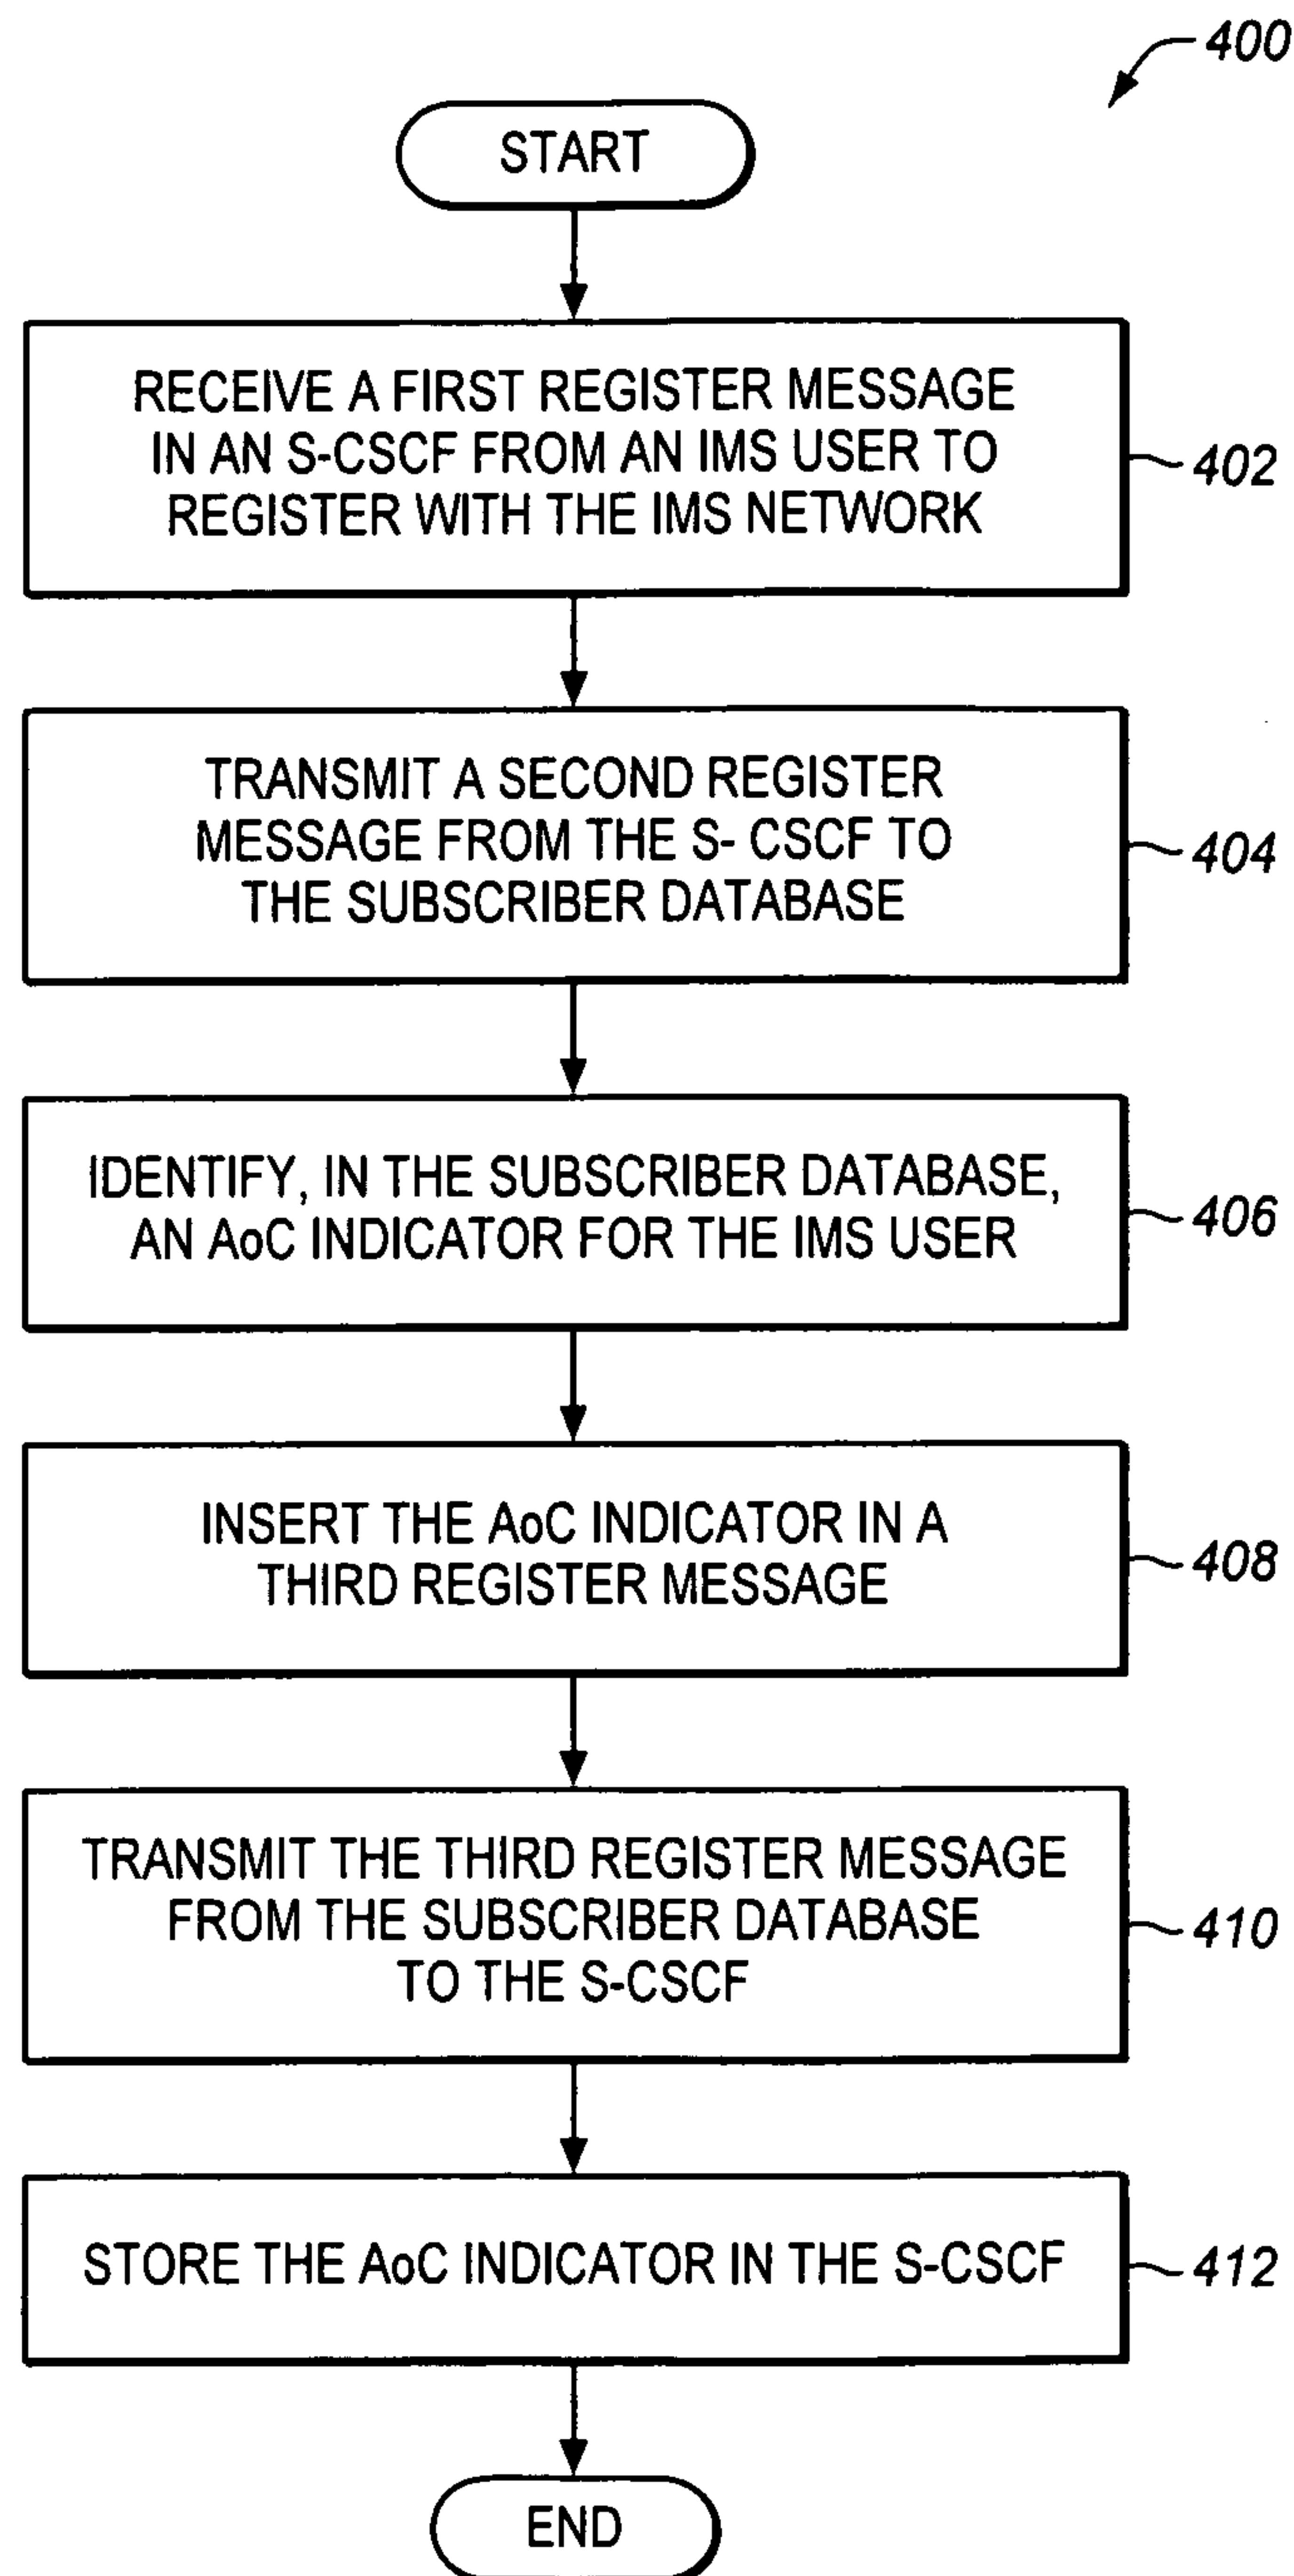 400
START
RECEIVE A FIRST REGISTER MESSAGE
IN AN S-CSCF FROM AN IMS USER TO
REGISTER WITH THE IMS NETWORK
402
TRANSMIT A SECOND REGISTER
MESSAGE FROM THE S- CSCF TO
THE SUBSCRIBER DATABASE
404
IDENTIFY, IN THE SUBSCRIBER DATABASE,
AN AoC INDICATOR FOR THE IMS USER
406
INSERT THE AoC INDICATOR IN A
THIRD REGISTER MESSAGE
408
TRANSMIT THE THIRD REGISTER MESSAGE
FROM THE SUBSCRIBER DATABASE
TO THE S-CSCF
410
STORE THE AoC INDICATOR IN THE S-CSCF
412
END